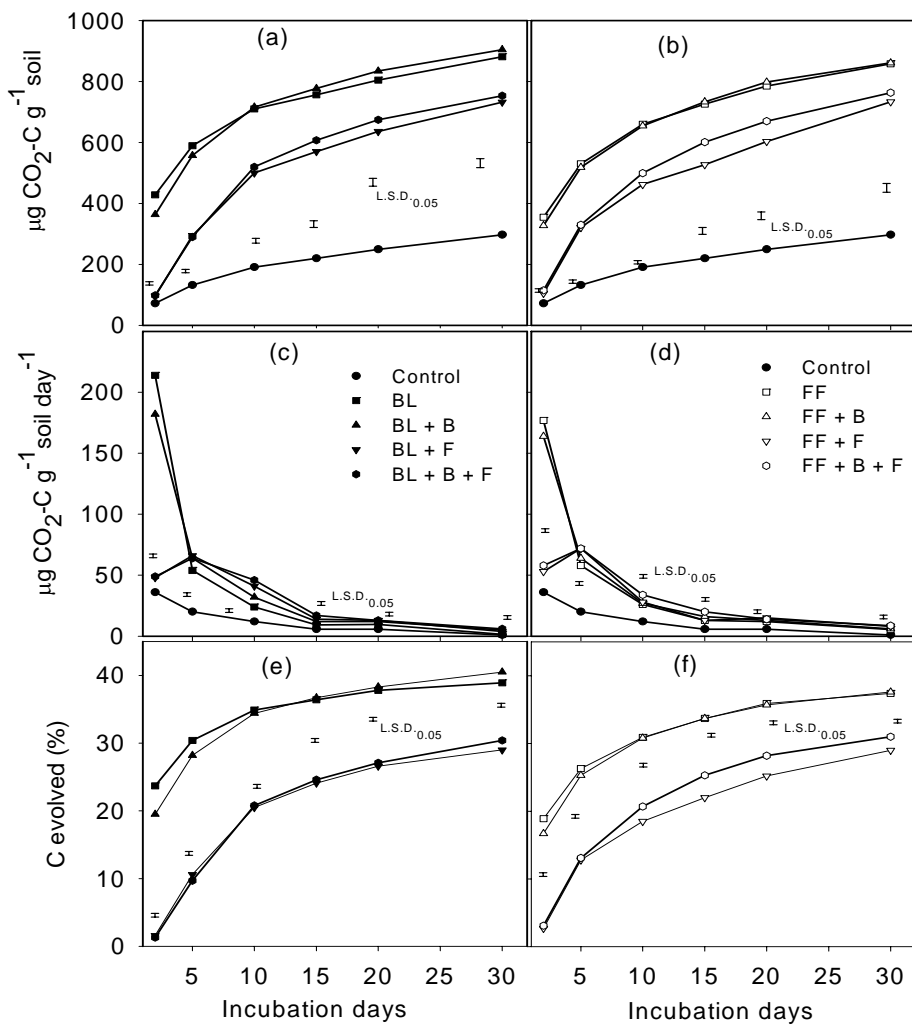 (a)
1000
800
600
400
200
0
µg CO2-C g-1 soil
L.S.D.0.05
(b)
L.S.D.0.05
(c)
200
150
100
50
0
µg CO2-C g-1 soil day-1
Control
BL
BL + B
BL + F
BL + B + F
L.S.D.0.05
(d)
Control
FF
FF + B
FF + F
FF + B + F
L.S.D.0.05
(e)
40
30
20
10
0
C evolved (%)
L.S.D.0.05
5 10 15 20 25 30
Incubation days
(f)
L.S.D.0.05
5 10 15 20 25 30
Incubation days